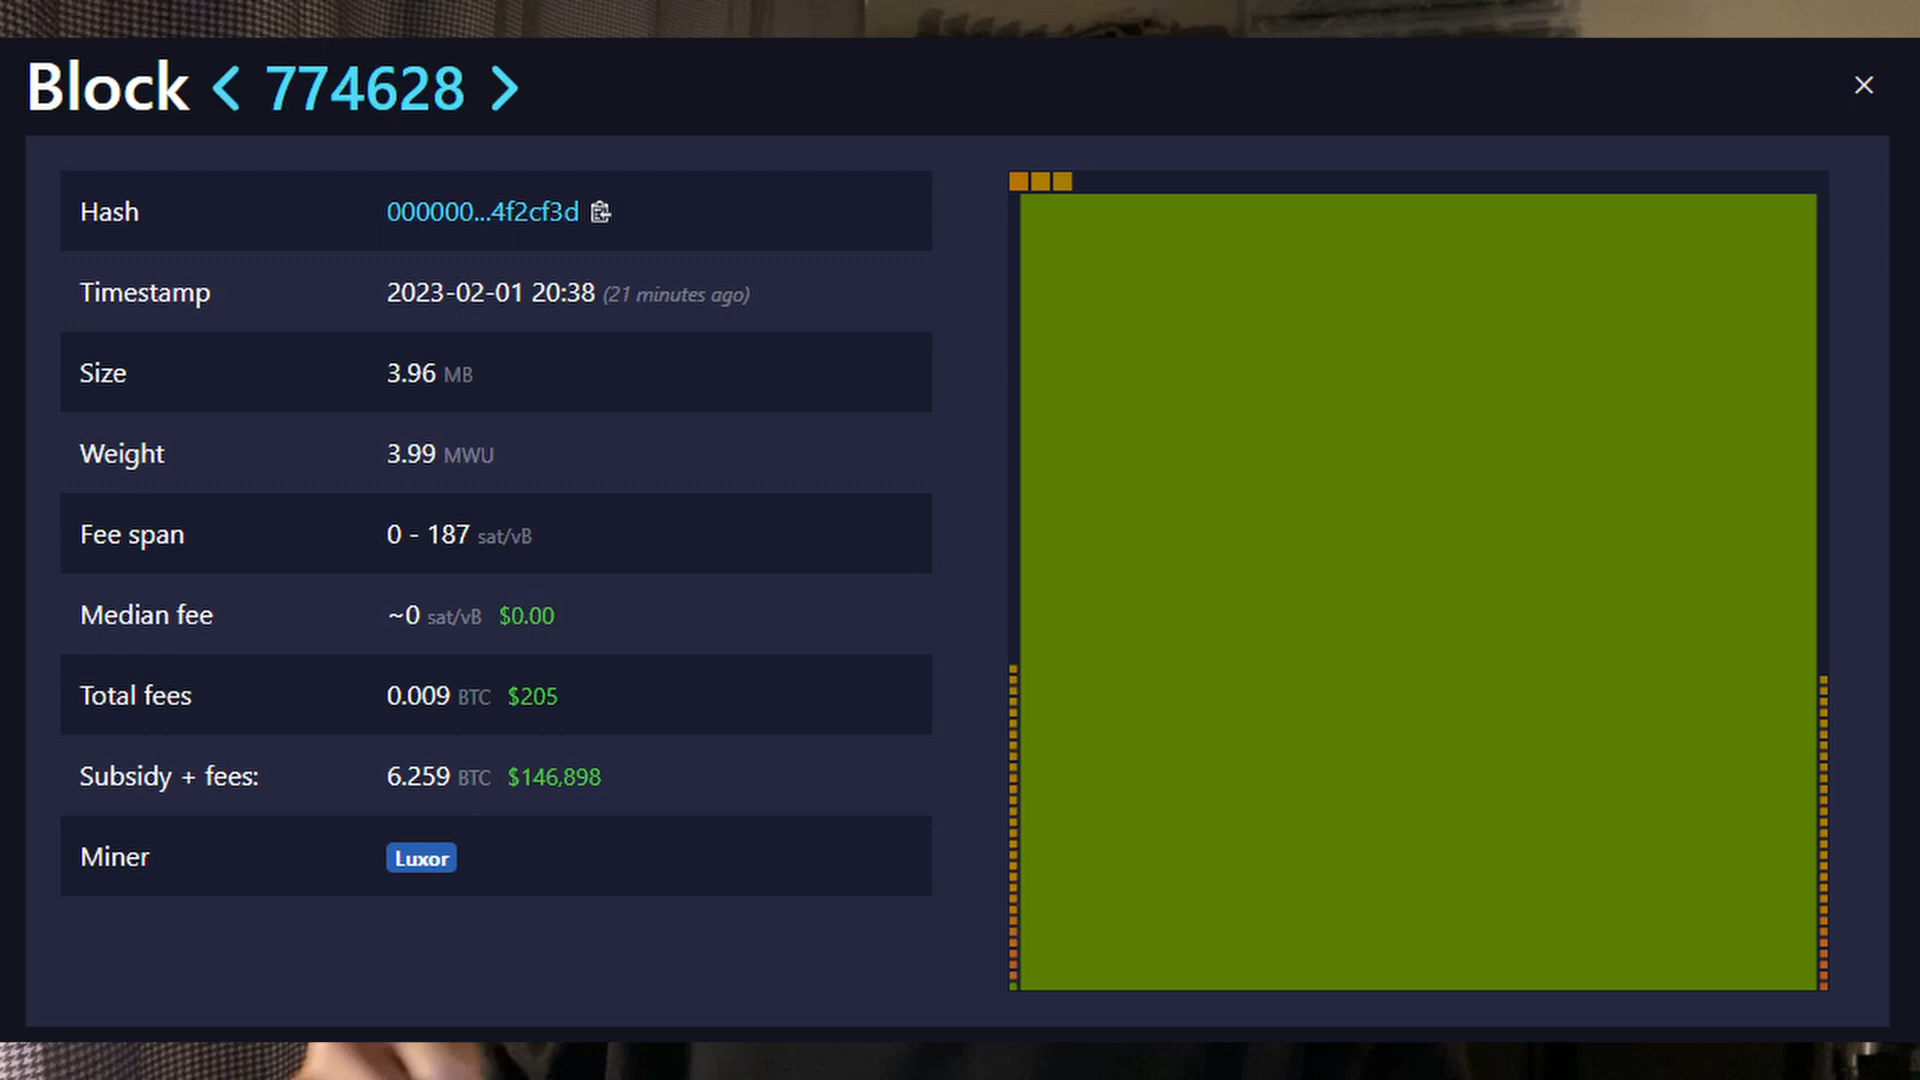 Block < 774628 >
Hash 000000...4f2cf3d
Timestamp 2023-02-01 20:38 (21 minutes ago)
Size 3.96 MB
Weight 3.99 MWU
Fee span 0 - 187 sat/vB
Median fee ~0 sat/vB $0.00
Total fees 0.009 BTC $205
Subsidy + fees: 6.259 BTC $146,898
Miner Luxor